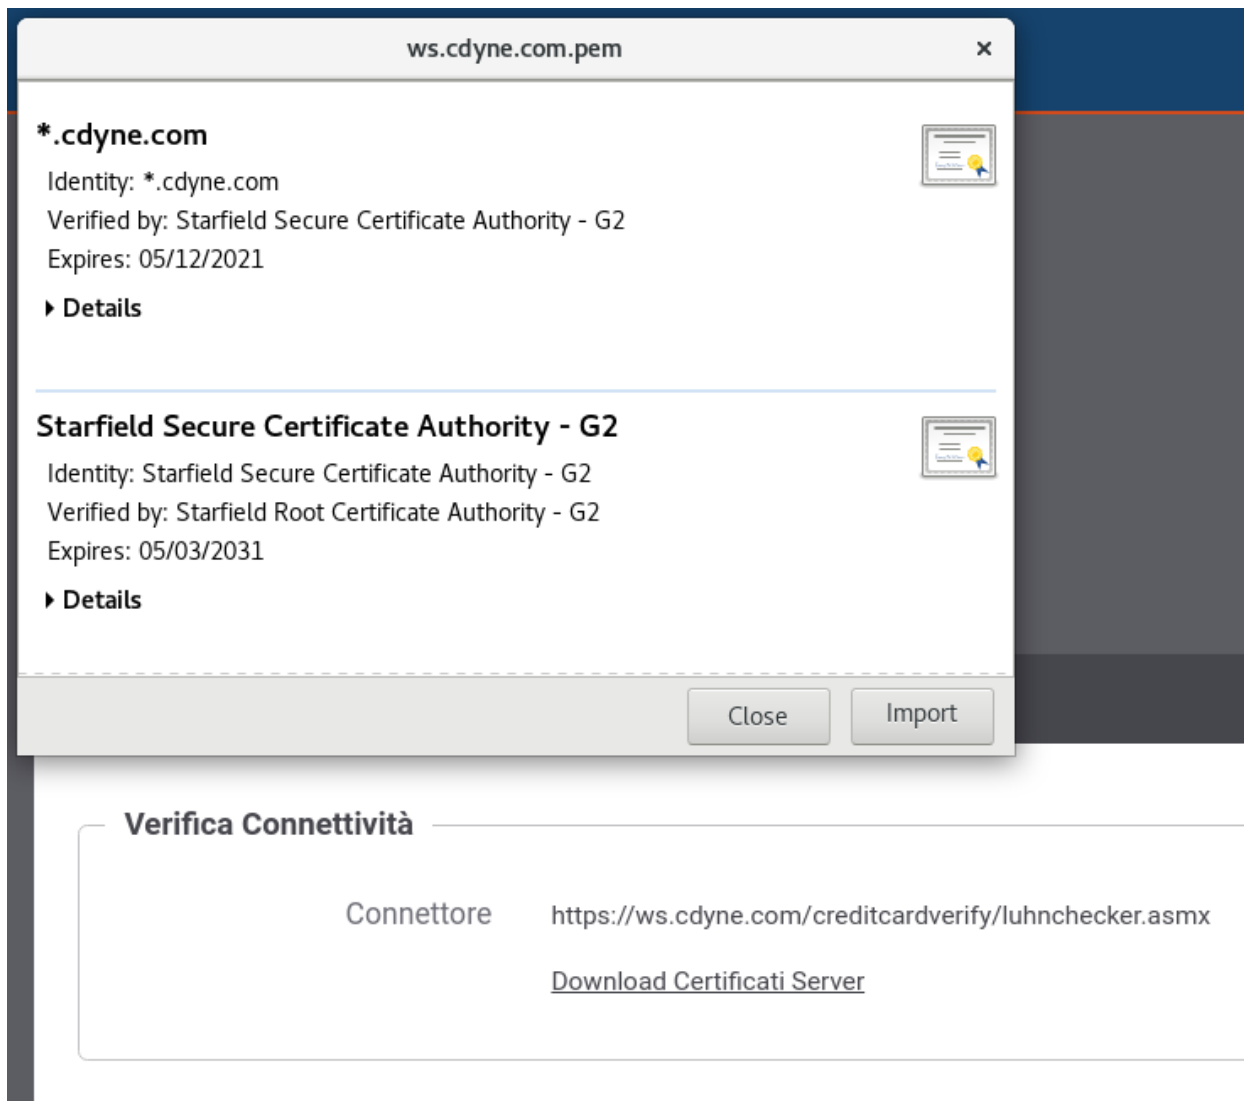 ws.cdyne.com.pem
*.cdyne.com
Identity: *.cdyne.com
Verified by: Starfield Secure Certificate Authority - G2
Expires: 05/12/2021
Details
Starfield Secure Certificate Authority - G2
Identity: Starfield Secure Certificate Authority - G2
Verified by: Starfield Root Certificate Authority - G2
Expires: 05/03/2031
Details
Close Import
Verifica Connettività
Connettore https://ws.cdyne.com/creditcardverify/luhnchecker.asmx
Download Certificati Server